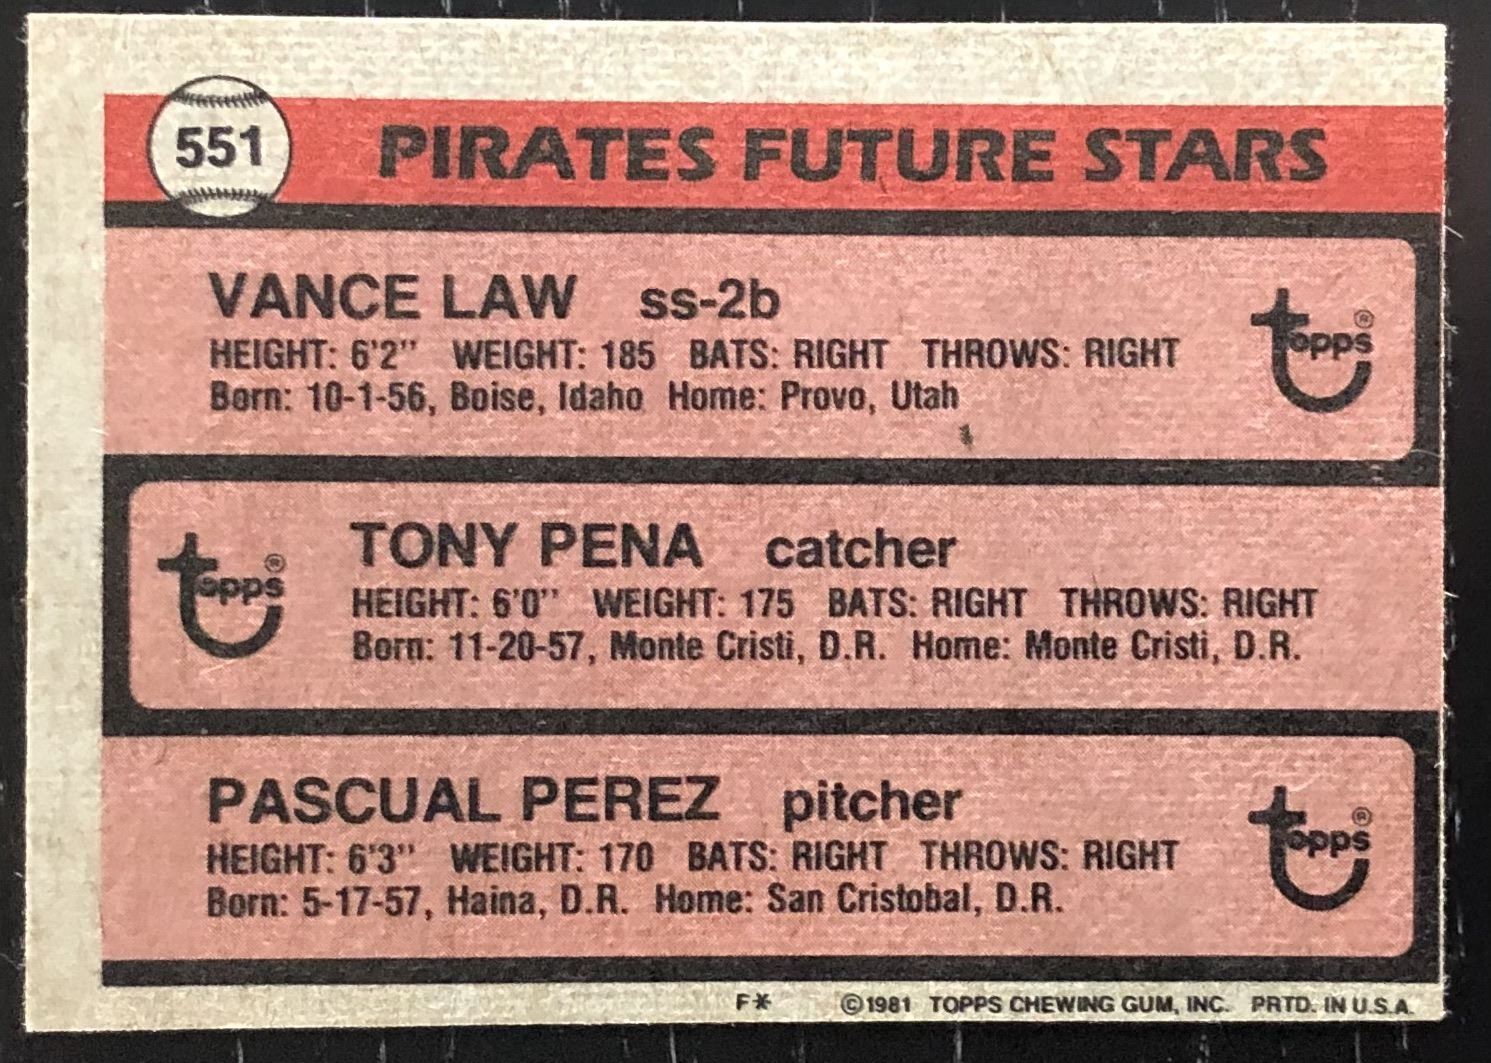 551
PIRATES FUTURE STARS
VANCE LAW ss-2b
HEIGHT: 6'2" WEIGHT: 185 BATS: RIGHT THROWS: RIGHT
Born: 10-1-56, Boise, Idaho Home: Provo, Utah
topps ®
TONY PENA catcher
HEIGHT: 6'0" WEIGHT: 175 BATS: RIGHT THROWS: RIGHT
Born: 11-20-57, Monte Cristi, D.R. Home: Monte Cristi, D.R.
topps ®
PASCUAL PEREZ pitcher
HEIGHT: 6'3" WEIGHT: 170 BATS: RIGHT THROWS: RIGHT
Born: 5-17-57, Haina, D.R. Home: San Cristobal, D.R.
topps ®
F* ©1981 TOPPS CHEWING GUM, INC. PRTD. IN U.S.A.